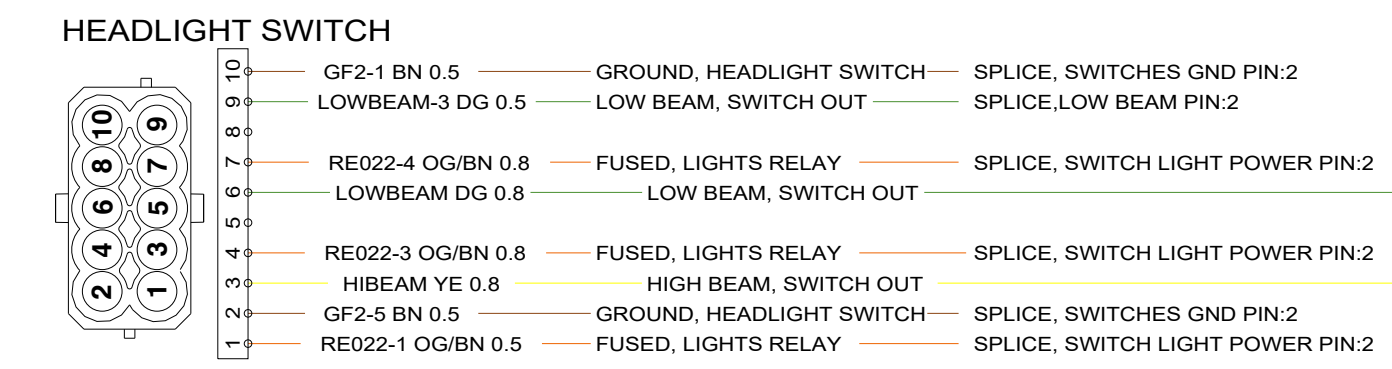 HEADLIGHT SWITCH
10 GF2-1 BN 0.5 GROUND, HEADLIGHT SWITCH SPLICE, SWITCHES GND PIN:2
9 LOWBEAM-3 DG 0.5 LOW BEAM, SWITCH OUT SPLICE,LOW BEAM PIN:2
8
7 RE022-4 OG/BN 0.8 FUSED, LIGHTS RELAY SPLICE, SWITCH LIGHT POWER PIN:2
6 LOWBEAM DG 0.8 LOW BEAM, SWITCH OUT
5
4 RE022-3 OG/BN 0.8 FUSED, LIGHTS RELAY SPLICE, SWITCH LIGHT POWER PIN:2
3 HIBEAM YE 0.8 HIGH BEAM, SWITCH OUT
2 GF2-5 BN 0.5 GROUND, HEADLIGHT SWITCH SPLICE, SWITCHES GND PIN:2
1 RE022-1 OG/BN 0.5 FUSED, LIGHTS RELAY SPLICE, SWITCH LIGHT POWER PIN:2
10 9
8 7
6 5
4 3
2 1